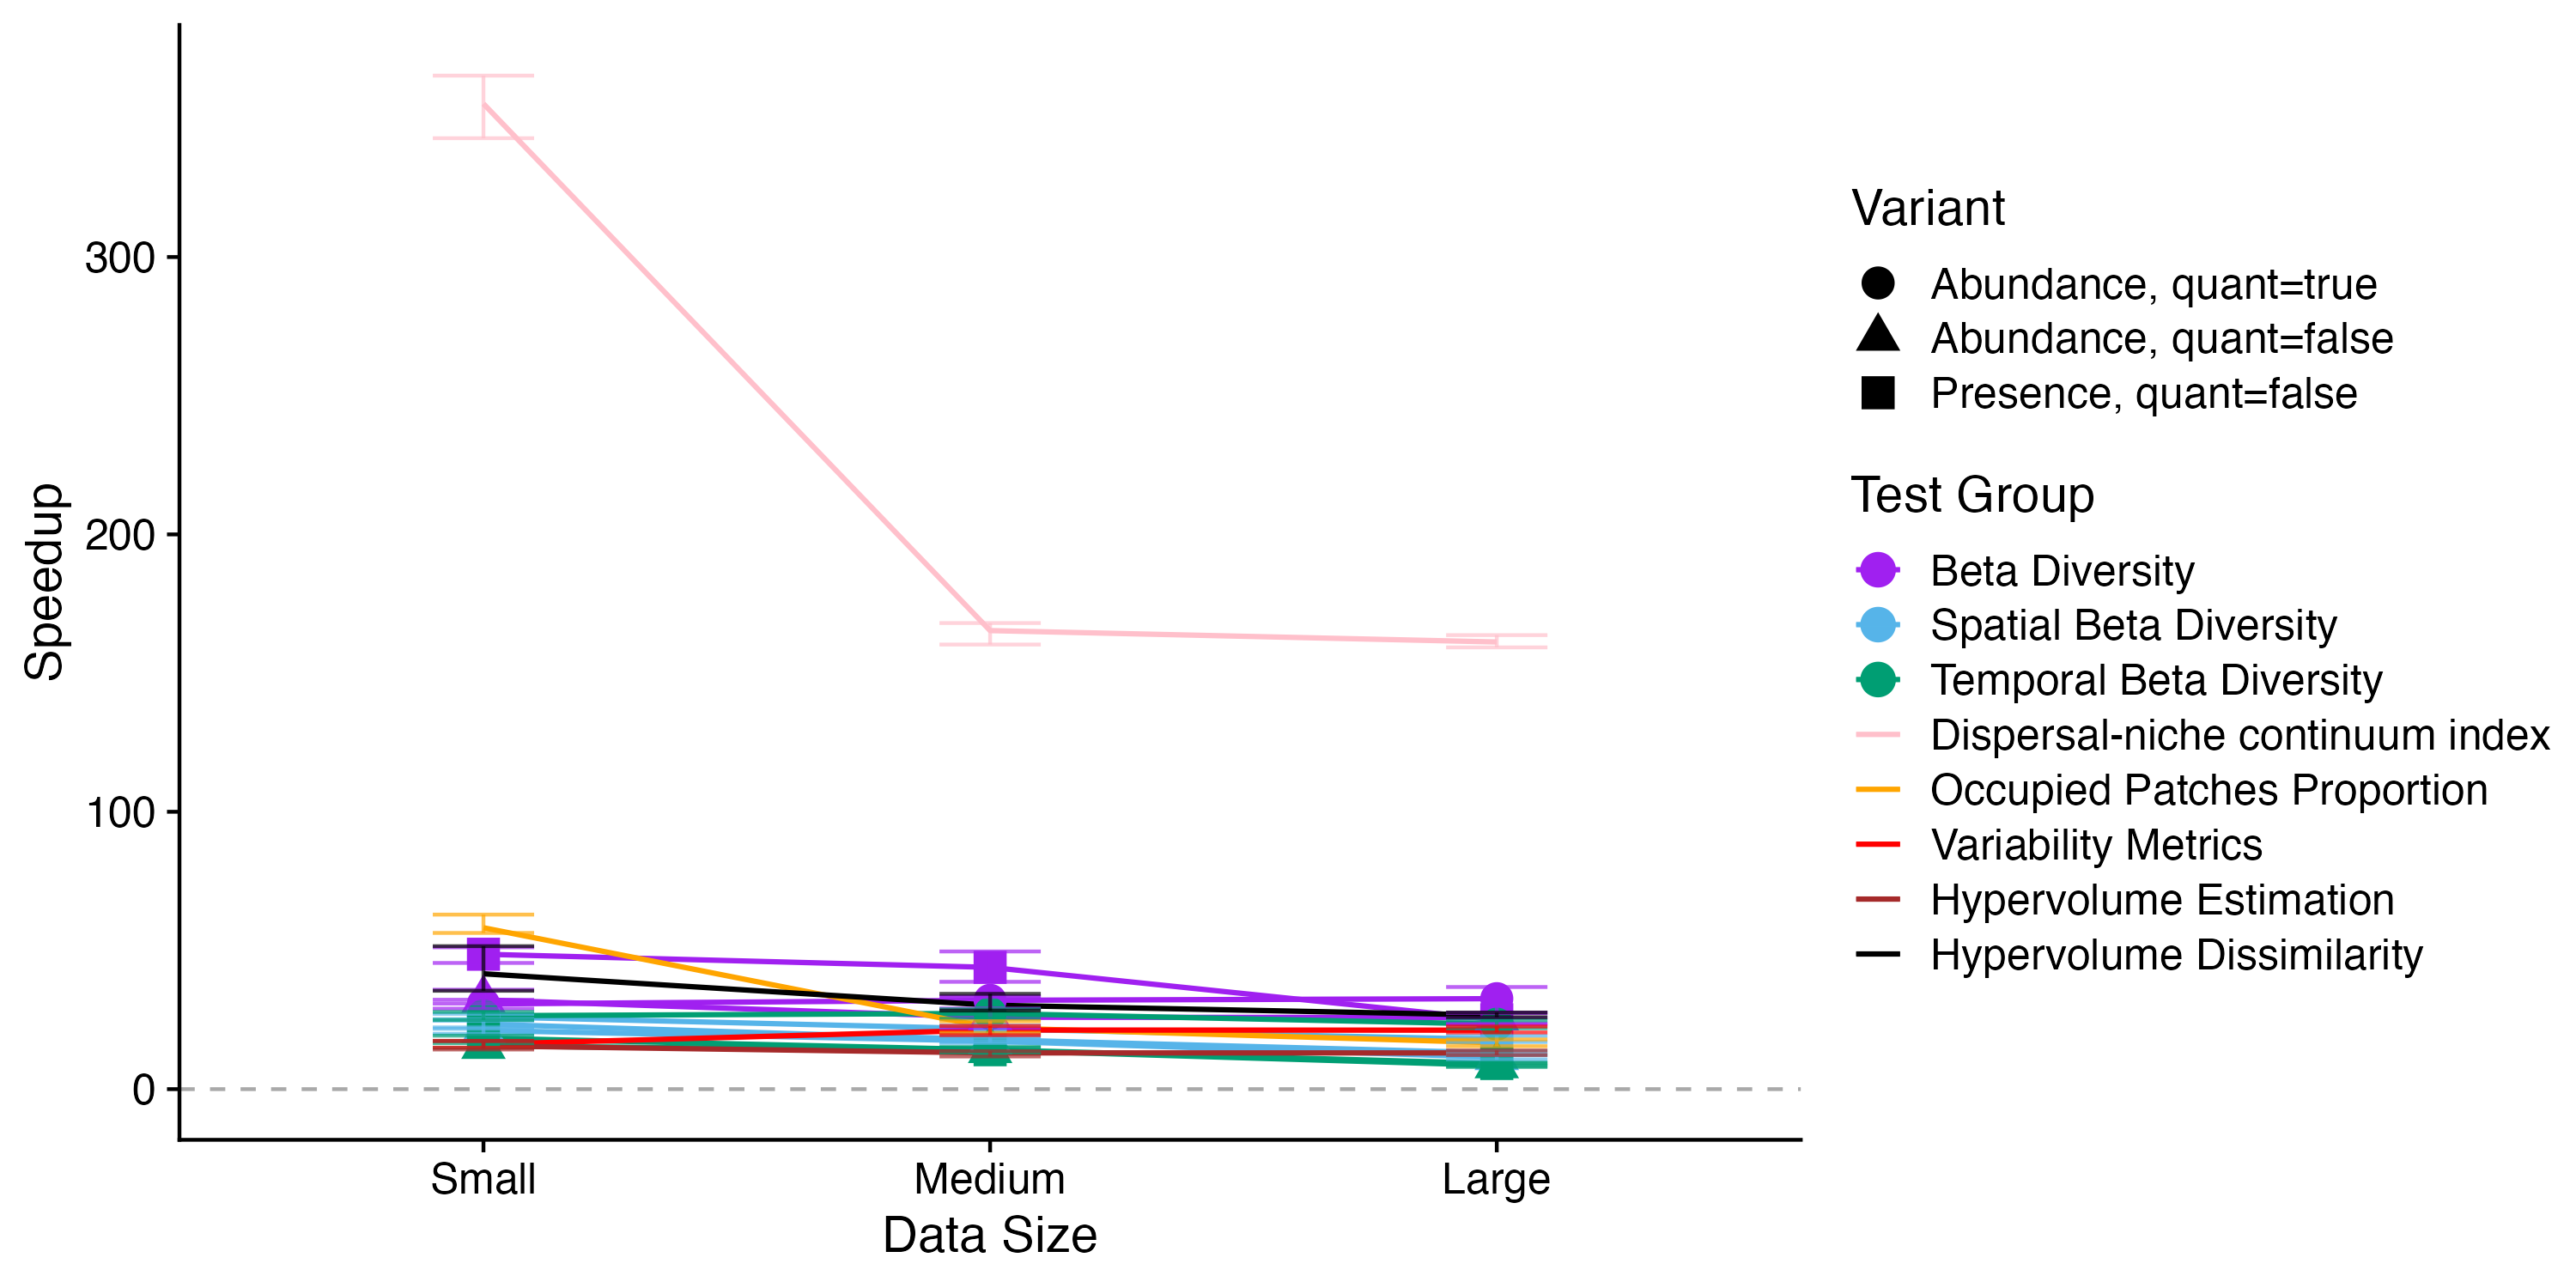 Speedup
300
200
100
0
Small
Medium
Large
Data Size
Variant
Abundance, quant=true
Abundance, quant=false
Presence, quant=false
Test Group
Beta Diversity
Spatial Beta Diversity
Temporal Beta Diversity
Dispersal-niche continuum index
Occupied Patches Proportion
Variability Metrics
Hypervolume Estimation
Hypervolume Dissimilarity